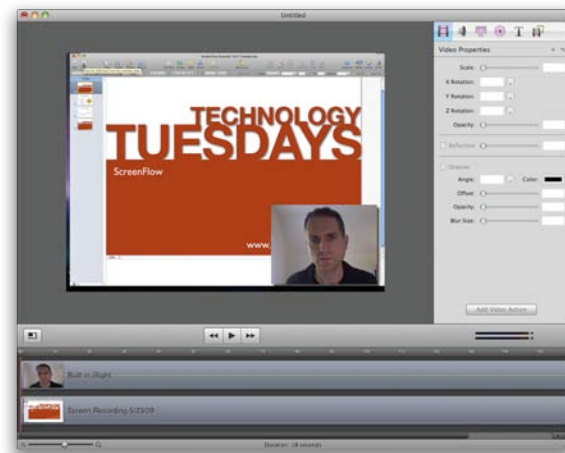 Untitled
Video Properties
Scale:
X Rotation:
Y Rotation:
Z Rotation:
Opacity:
Reflection
Shadow
Angle:
Color:
Offset:
Opacity:
Blur Size:
Add Video Action
TECHNOLOGY
TUESDAYS
ScreenFlow
www.
Built-in iSight
Screen Recording 5/23/09
Duration: 18 seconds